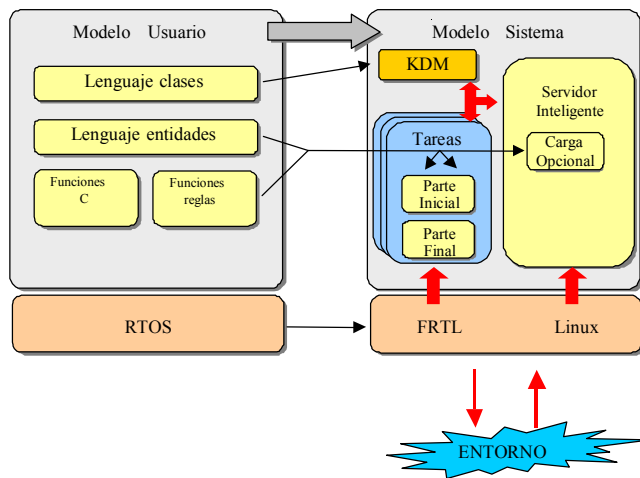 Modelo Usuario
Modelo Sistema
Lenguaje clases
KDM
Lenguaje entidades
Funciones
C
Funciones
reglas
Tareas
Parte
Inicial
Parte
Final
Servidor
Inteligente
Carga
Opcional
RTOS
FRTL
Linux
ENTORNO